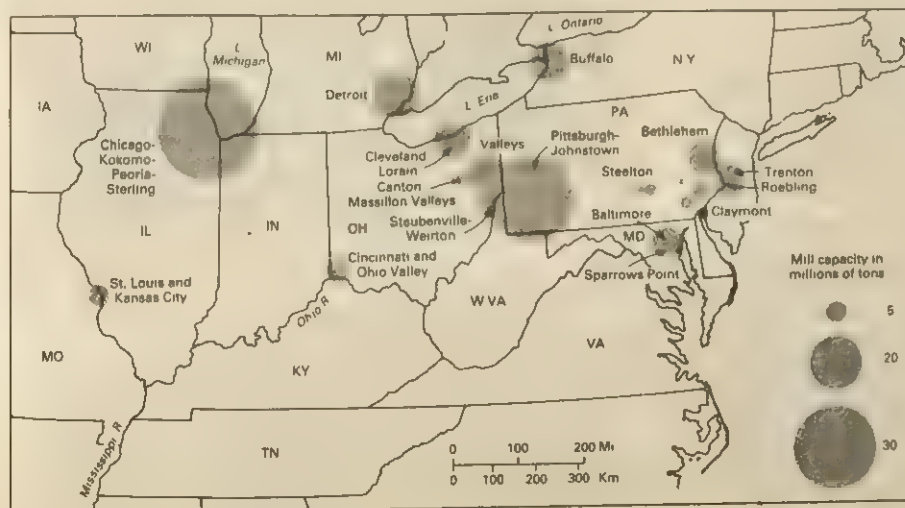 L Ontario
WI
L
Michigan
MI
Buffalo
N Y
IA
Detroit
L Erie
PA
Bethlehem
Chicago-
Kokomo-
Peoria-
Sterling
Valleys
Pittsburgh-
Johnstown
Cleveland
Lorain
Canton
Massillon Valleys
Steelton
Trenton
Roebling
Steubenville-
Weirton
Baltimore
Claymont
IL
IN
OH
MD
Sparrows Point
Cincinnati and
Ohio Valley
Mill capacity in
millions of tons
St. Louis and
Kansas City
Ohio R
W VA
5
MO
VA
20
KY
Mississippi R
TN
0 100 200 Mi
0 100 200 300 Km
30